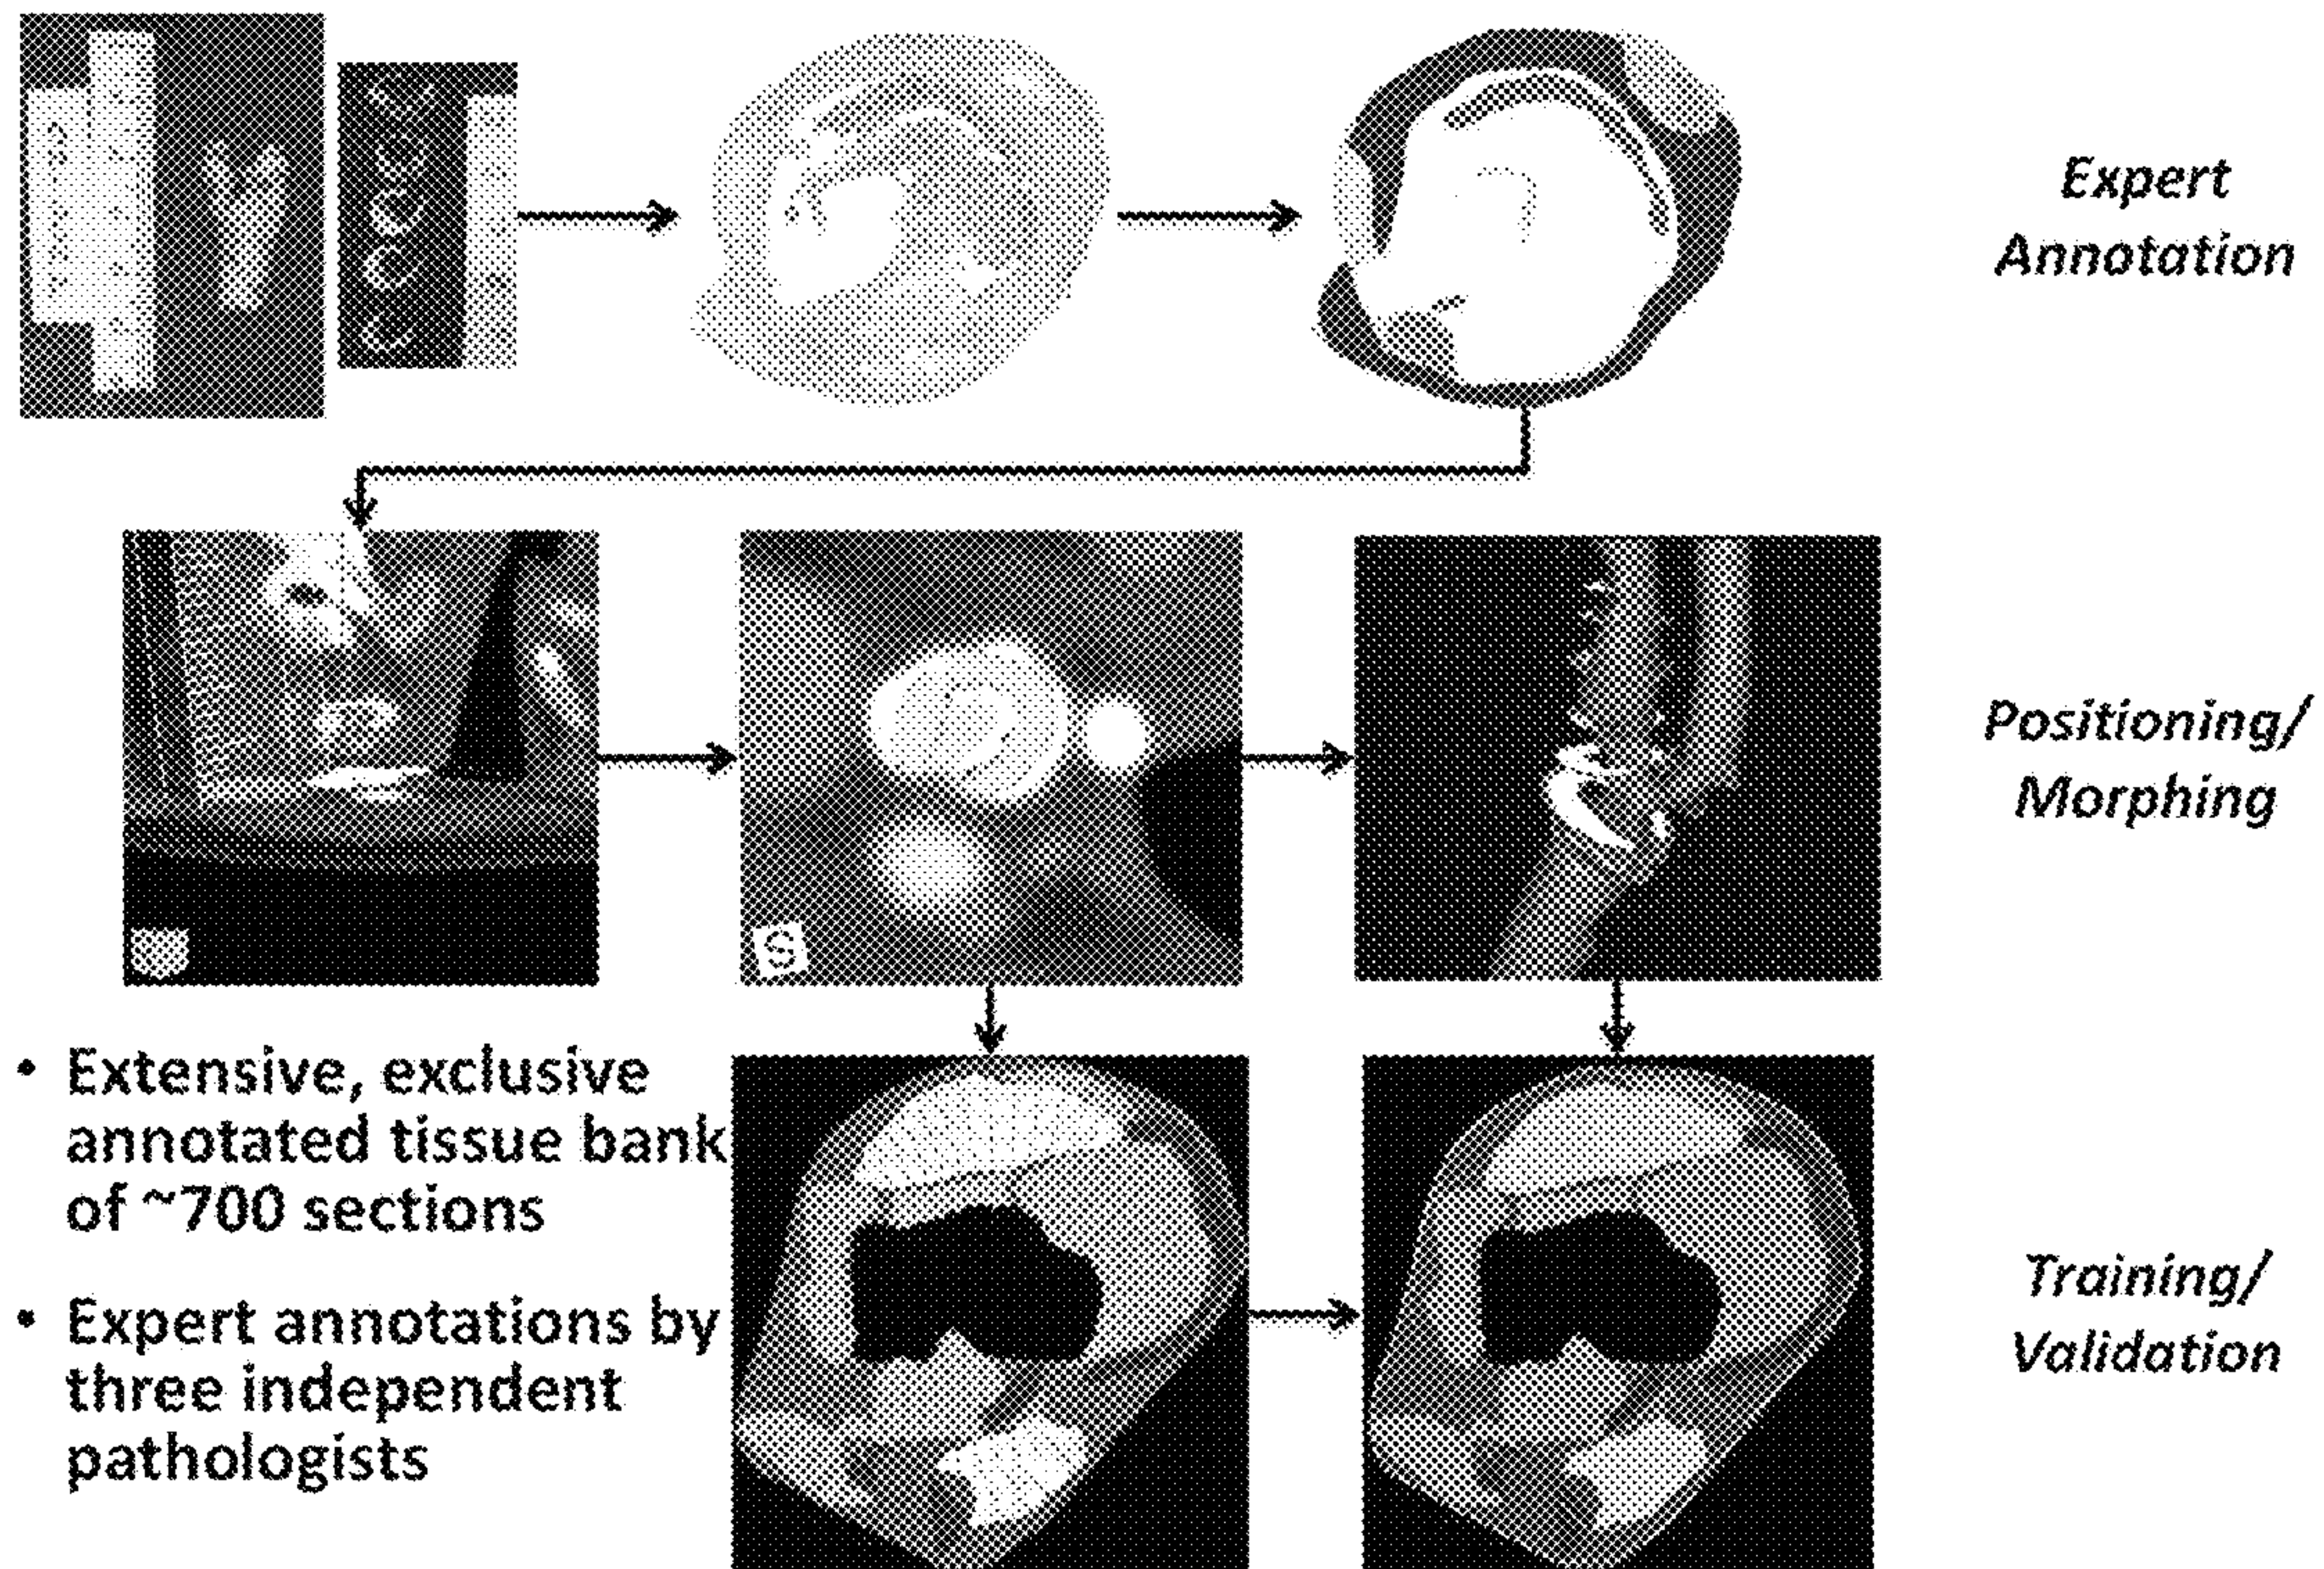 Expert
Annotation
Positioning/
Morphing
S
• Extensive, exclusive
annotated tissue bank
of ~700 sections
• Expert annotations by
three independent
pathologists
Training/
Validation